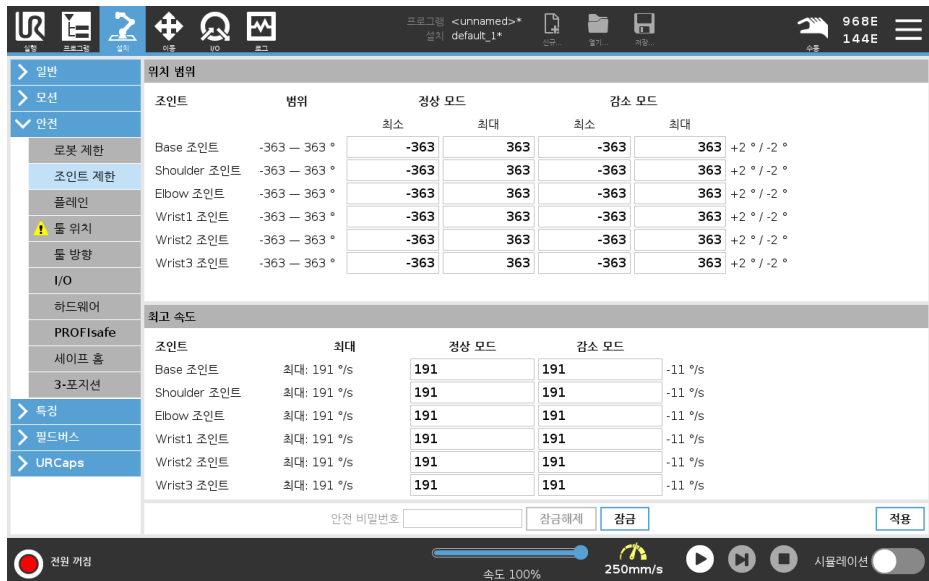 UR
프로그램 <unnamed>*
설치 default_1*
968E
144E
실행 프로그램 설치 이동 I/O 로그 신규... 열기... 저장... 수동
일반
모션
안전
로봇 제한
조인트 제한
플레인
툴 위치
툴 방향
I/O
하드웨어
PROFIsafe
세이프 홈
3-포지션
특징
필드버스
URCaps
위치 범위
조인트 범위 정상 모드 감소 모드
최소 최대 최소 최대
Base 조인트 -363 — 363 ° -363 363 -363 363 +2 ° / -2 °
Shoulder 조인트 -363 — 363 ° -363 363 -363 363 +2 ° / -2 °
Elbow 조인트 -363 — 363 ° -363 363 -363 363 +2 ° / -2 °
Wrist1 조인트 -363 — 363 ° -363 363 -363 363 +2 ° / -2 °
Wrist2 조인트 -363 — 363 ° -363 363 -363 363 +2 ° / -2 °
Wrist3 조인트 -363 — 363 ° -363 363 -363 363 +2 ° / -2 °
최고 속도
조인트 최대 정상 모드 감소 모드
Base 조인트 최대: 191 °/s 191 191 -11 °/s
Shoulder 조인트 최대: 191 °/s 191 191 -11 °/s
Elbow 조인트 최대: 191 °/s 191 191 -11 °/s
Wrist1 조인트 최대: 191 °/s 191 191 -11 °/s
Wrist2 조인트 최대: 191 °/s 191 191 -11 °/s
Wrist3 조인트 최대: 191 °/s 191 191 -11 °/s
안전 비밀번호 잠금해제 잠금 적용
전원 꺼짐
속도 100%
250mm/s
시뮬레이션